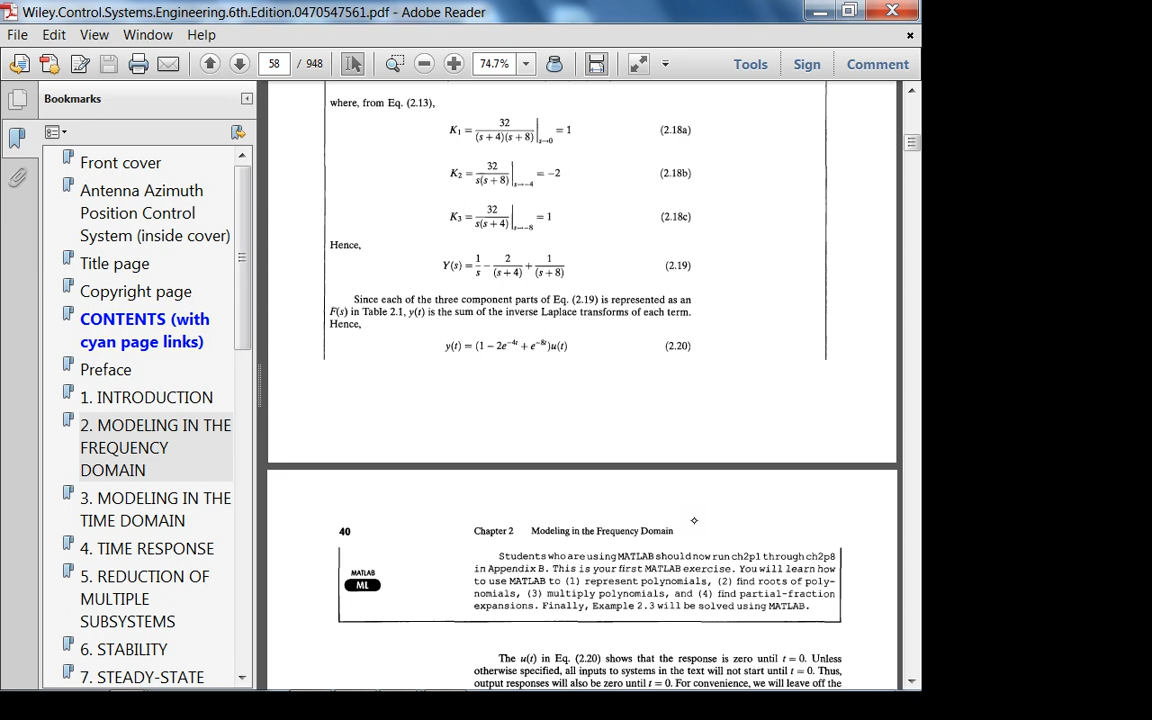 Wiley.Control.Systems.Engineering.6th.Edition.0470547561.pdf - Adobe Reader
File Edit View Window Help
58 / 948 74.7% Tools Sign Comment
Bookmarks
Front cover
Antenna Azimuth
Position Control
System (inside cover)
Title page
Copyright page
CONTENTS (with
cyan page links)
Preface
1. INTRODUCTION
2. MODELING IN THE
FREQUENCY
DOMAIN
3. MODELING IN THE
TIME DOMAIN
4. TIME RESPONSE
5. REDUCTION OF
MULTIPLE
SUBSYSTEMS
6. STABILITY
7. STEADY-STATE
where, from Eq. (2.13),
K₁ = 32 / (s + 4)(s + 8) |s→0 = 1 (2.18a)
K₂ = 32 / s(s + 8) |s→−4 = −2 (2.18b)
K₃ = 32 / s(s + 4) |s→−8 = 1 (2.18c)
Hence,
Y(s) = 1/s − 2/(s + 4) + 1/(s + 8) (2.19)
Since each of the three component parts of Eq. (2.19) is represented as an
F(s) in Table 2.1, y(t) is the sum of the inverse Laplace transforms of each term.
Hence,
y(t) = (1 − 2e⁻⁴ᵗ + e⁻⁸ᵗ)u(t) (2.20)
40 Chapter 2 Modeling in the Frequency Domain
MATLAB
ML
Students who are using MATLAB should now run ch2p1 through ch2p8
in Appendix B. This is your first MATLAB exercise. You will learn how
to use MATLAB to (1) represent polynomials, (2) find roots of poly-
nomials, (3) multiply polynomials, and (4) find partial-fraction
expansions. Finally, Example 2.3 will be solved using MATLAB.
The u(t) in Eq. (2.20) shows that the response is zero until t = 0. Unless
otherwise specified, all inputs to systems in the text will not start until t = 0. Thus,
output responses will also be zero until t = 0. For convenience, we will leave off the